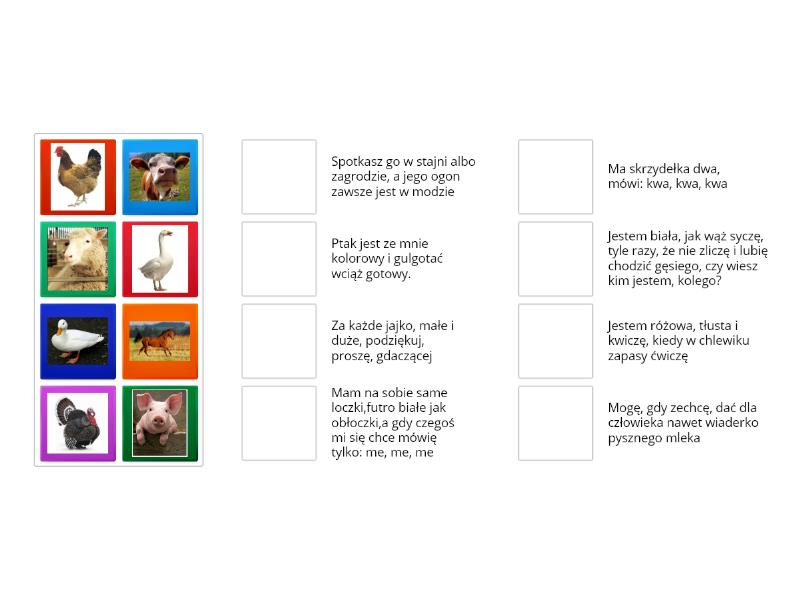 Spotkasz go w stajni albo
zagrodzie, a jego ogon
zawsze jest w modzie
Ptak jest ze mnie
kolorowy i gulgotać
wciąż gotowy.
Za każde jajko, małe i
duże, podziękuj,
proszę, gdaczącej
Mam na sobie same
loczki,futro białe jak
obłoczki,a gdy czegoś
mi się chce mówię
tylko: me, me, me
Ma skrzydełka dwa,
mówi: kwa, kwa, kwa
Jestem biała, jak wąż syczę,
tyle razy, że nie zliczę i lubię
chodzić gęsiego, czy wiesz
kim jestem, kolego?
Jestem różowa, tłusta i
kwiczę, kiedy w chlewiku
zapasy ćwiczę
Mogę, gdy zechcę, dać dla
człowieka nawet wiaderko
pysznego mleka